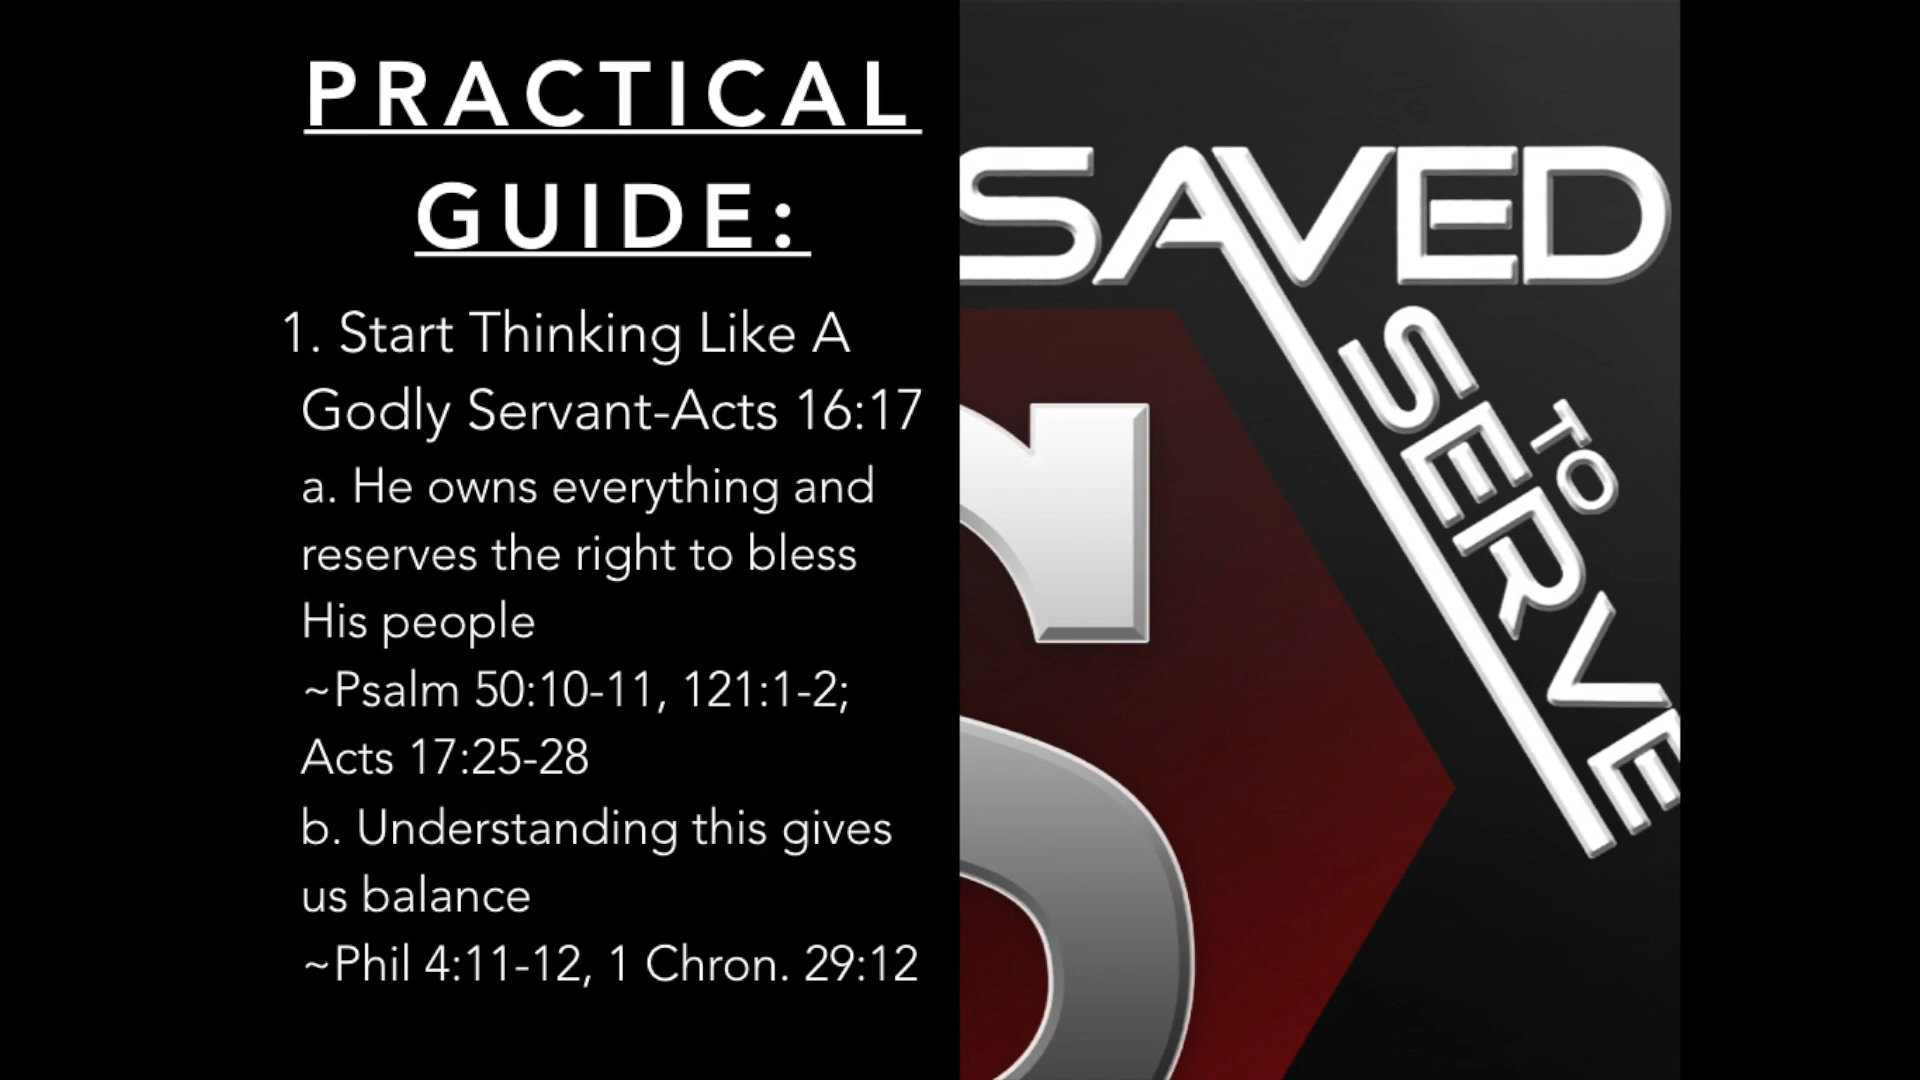 PRACTICAL
GUIDE:
1. Start Thinking Like A
Godly Servant-Acts 16:17
a. He owns everything and
reserves the right to bless
His people
~Psalm 50:10-11, 121:1-2;
Acts 17:25-28
b. Understanding this gives
us balance
~Phil 4:11-12, 1 Chron. 29:12
SAVED
TO
SERVE
S